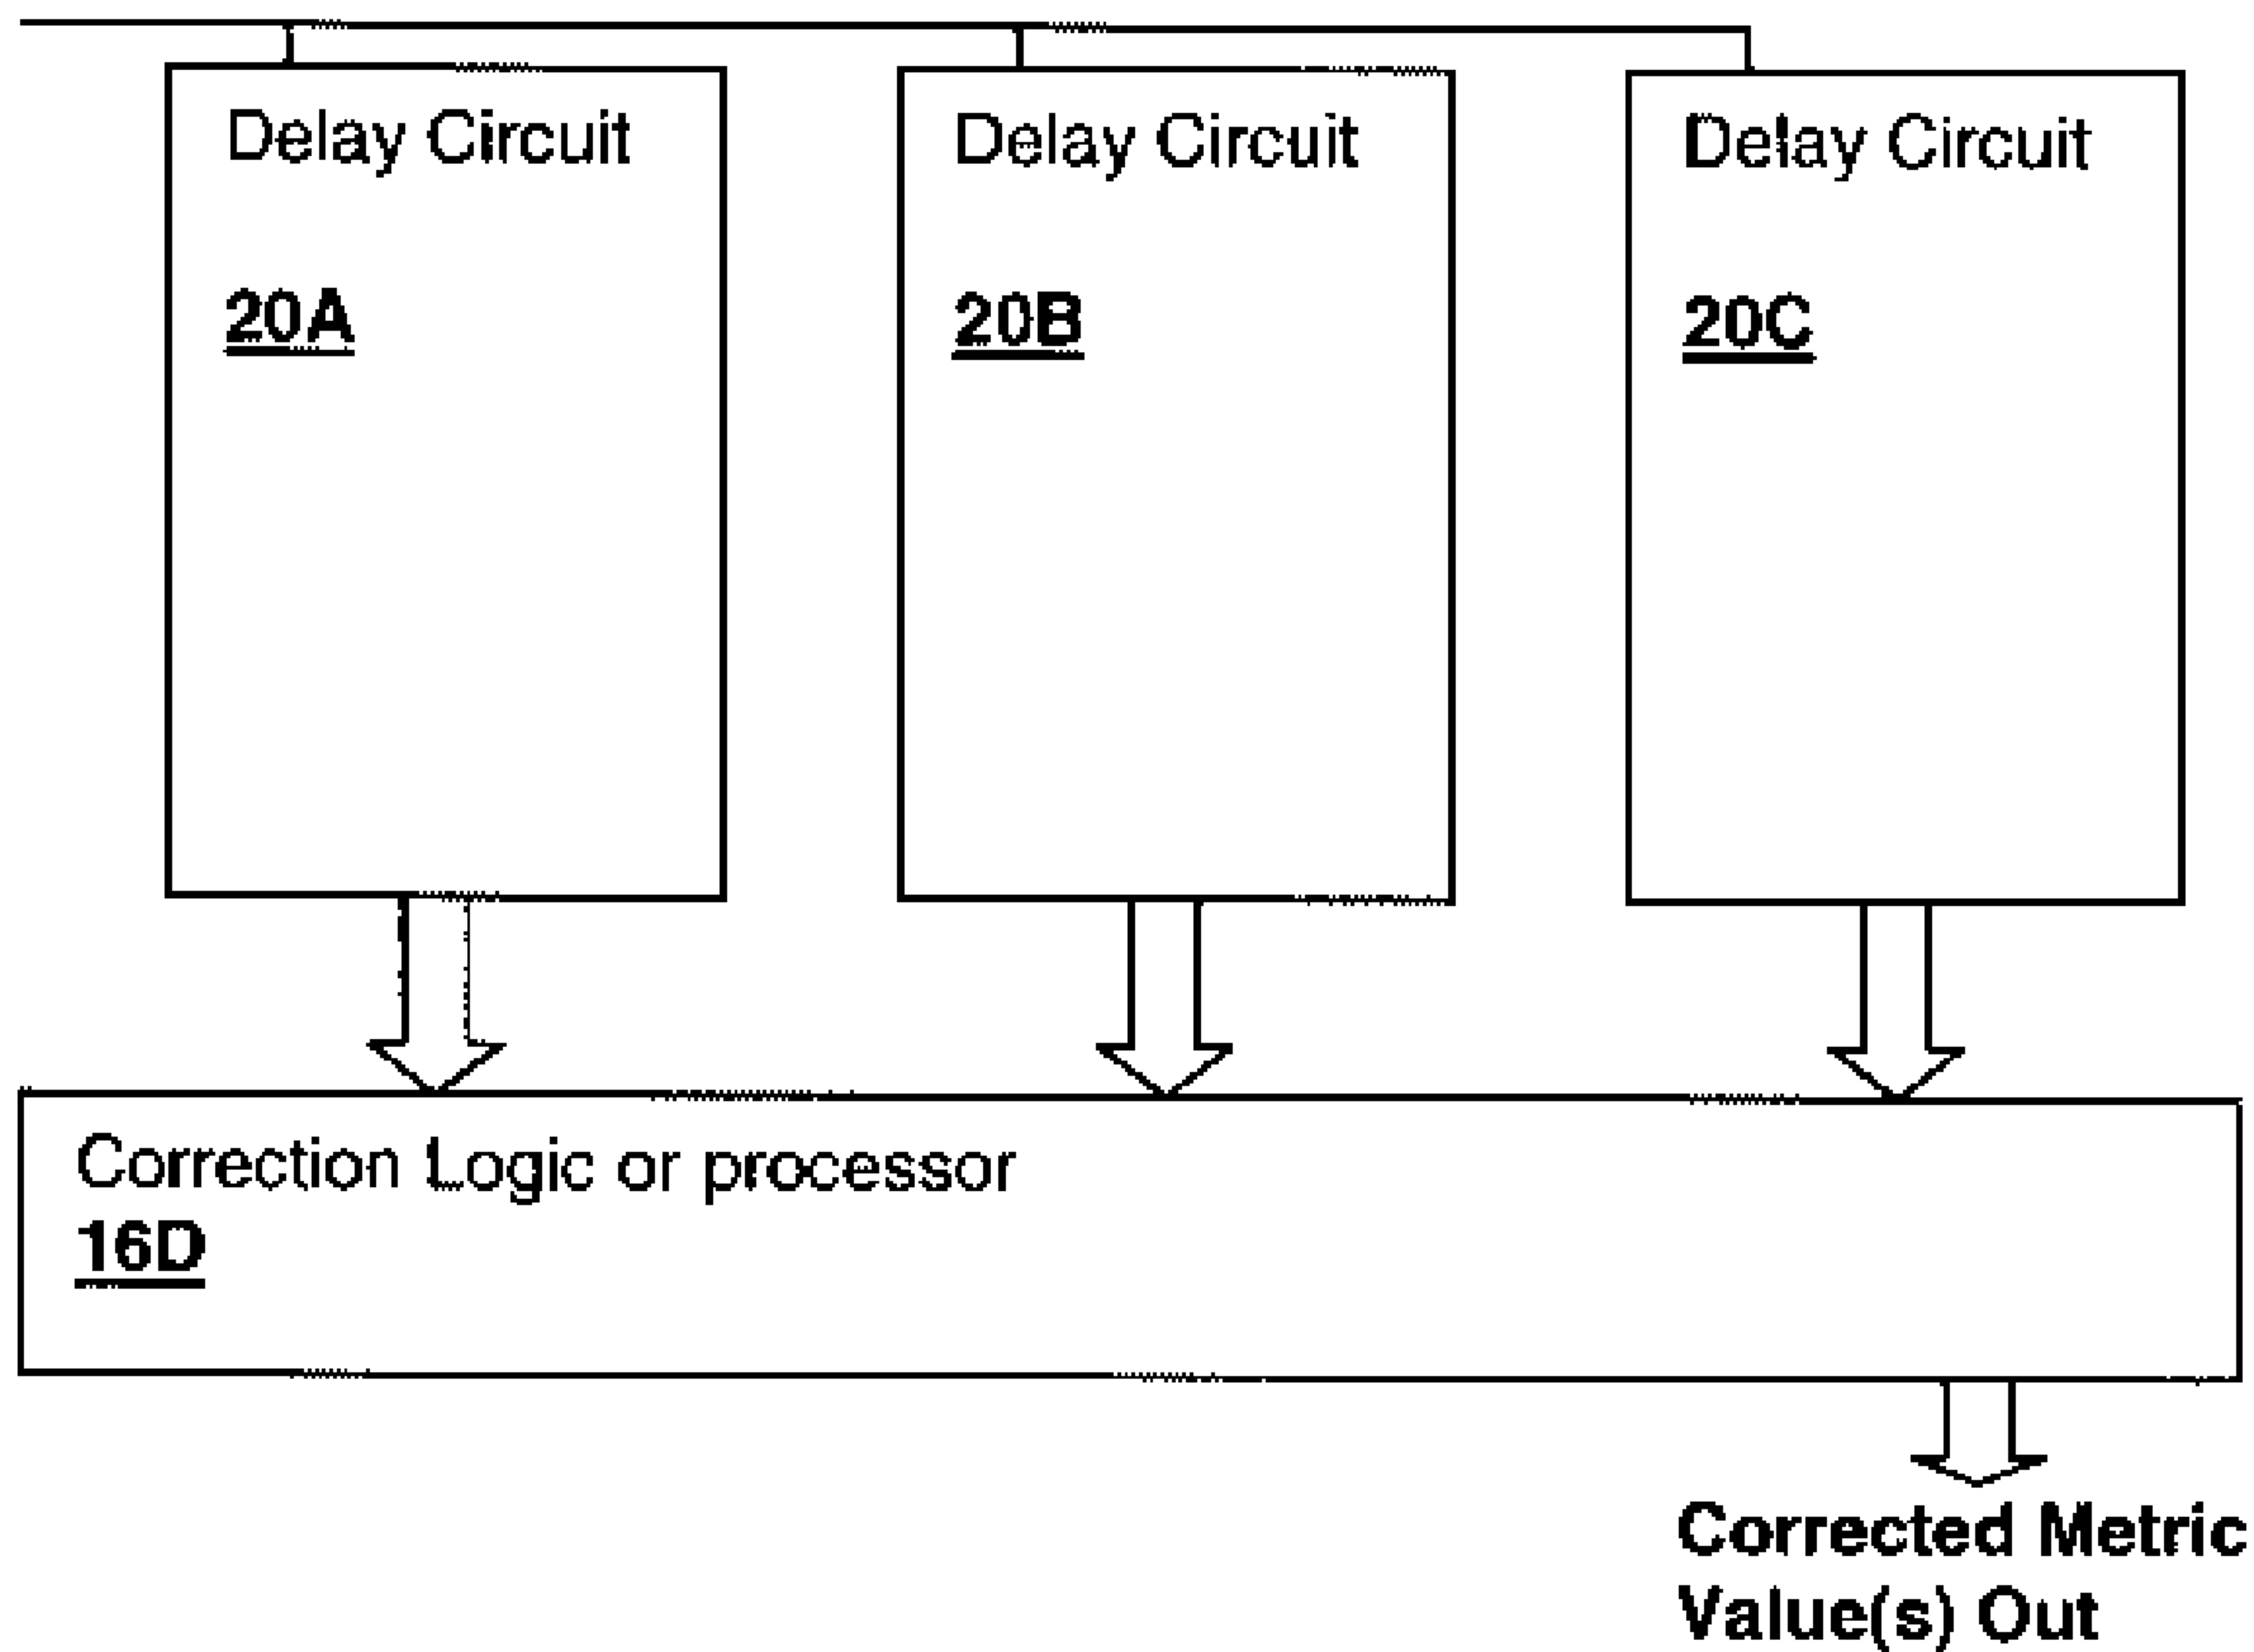 Delay Circuit
20A
Delay Circuit
20B
Delay Circuit
20C
Correction Logic or processor
16D
Corrected Metric
Value(s) Out